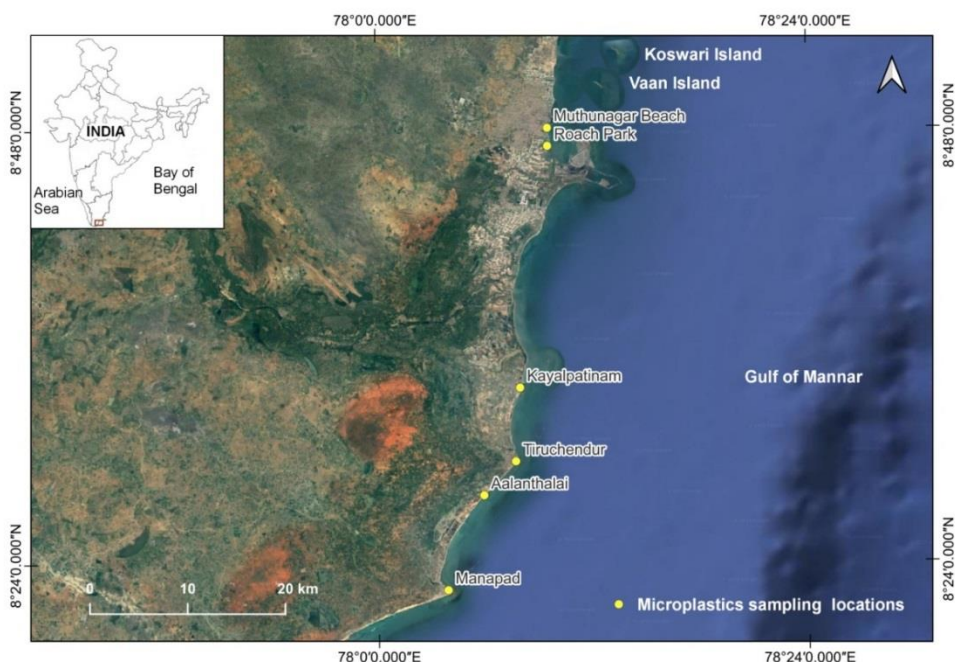 78°0'0.000"E
78°24'0.000"E
INDIA
Arabian
Sea
Bay of
Bengal
Koswari Island
Vaan Island
8°48'0.000"N
8°48'0.000"N
Muthunagar Beach
Roach Park
Kayalpatinam
Gulf of Mannar
Tiruchendur
Aalanthalai
8°24'0.000"N
8°24'0.000"N
Manapad
0
10
20 km
Microplastics sampling locations
78°0'0.000"E
78°24'0.000"E